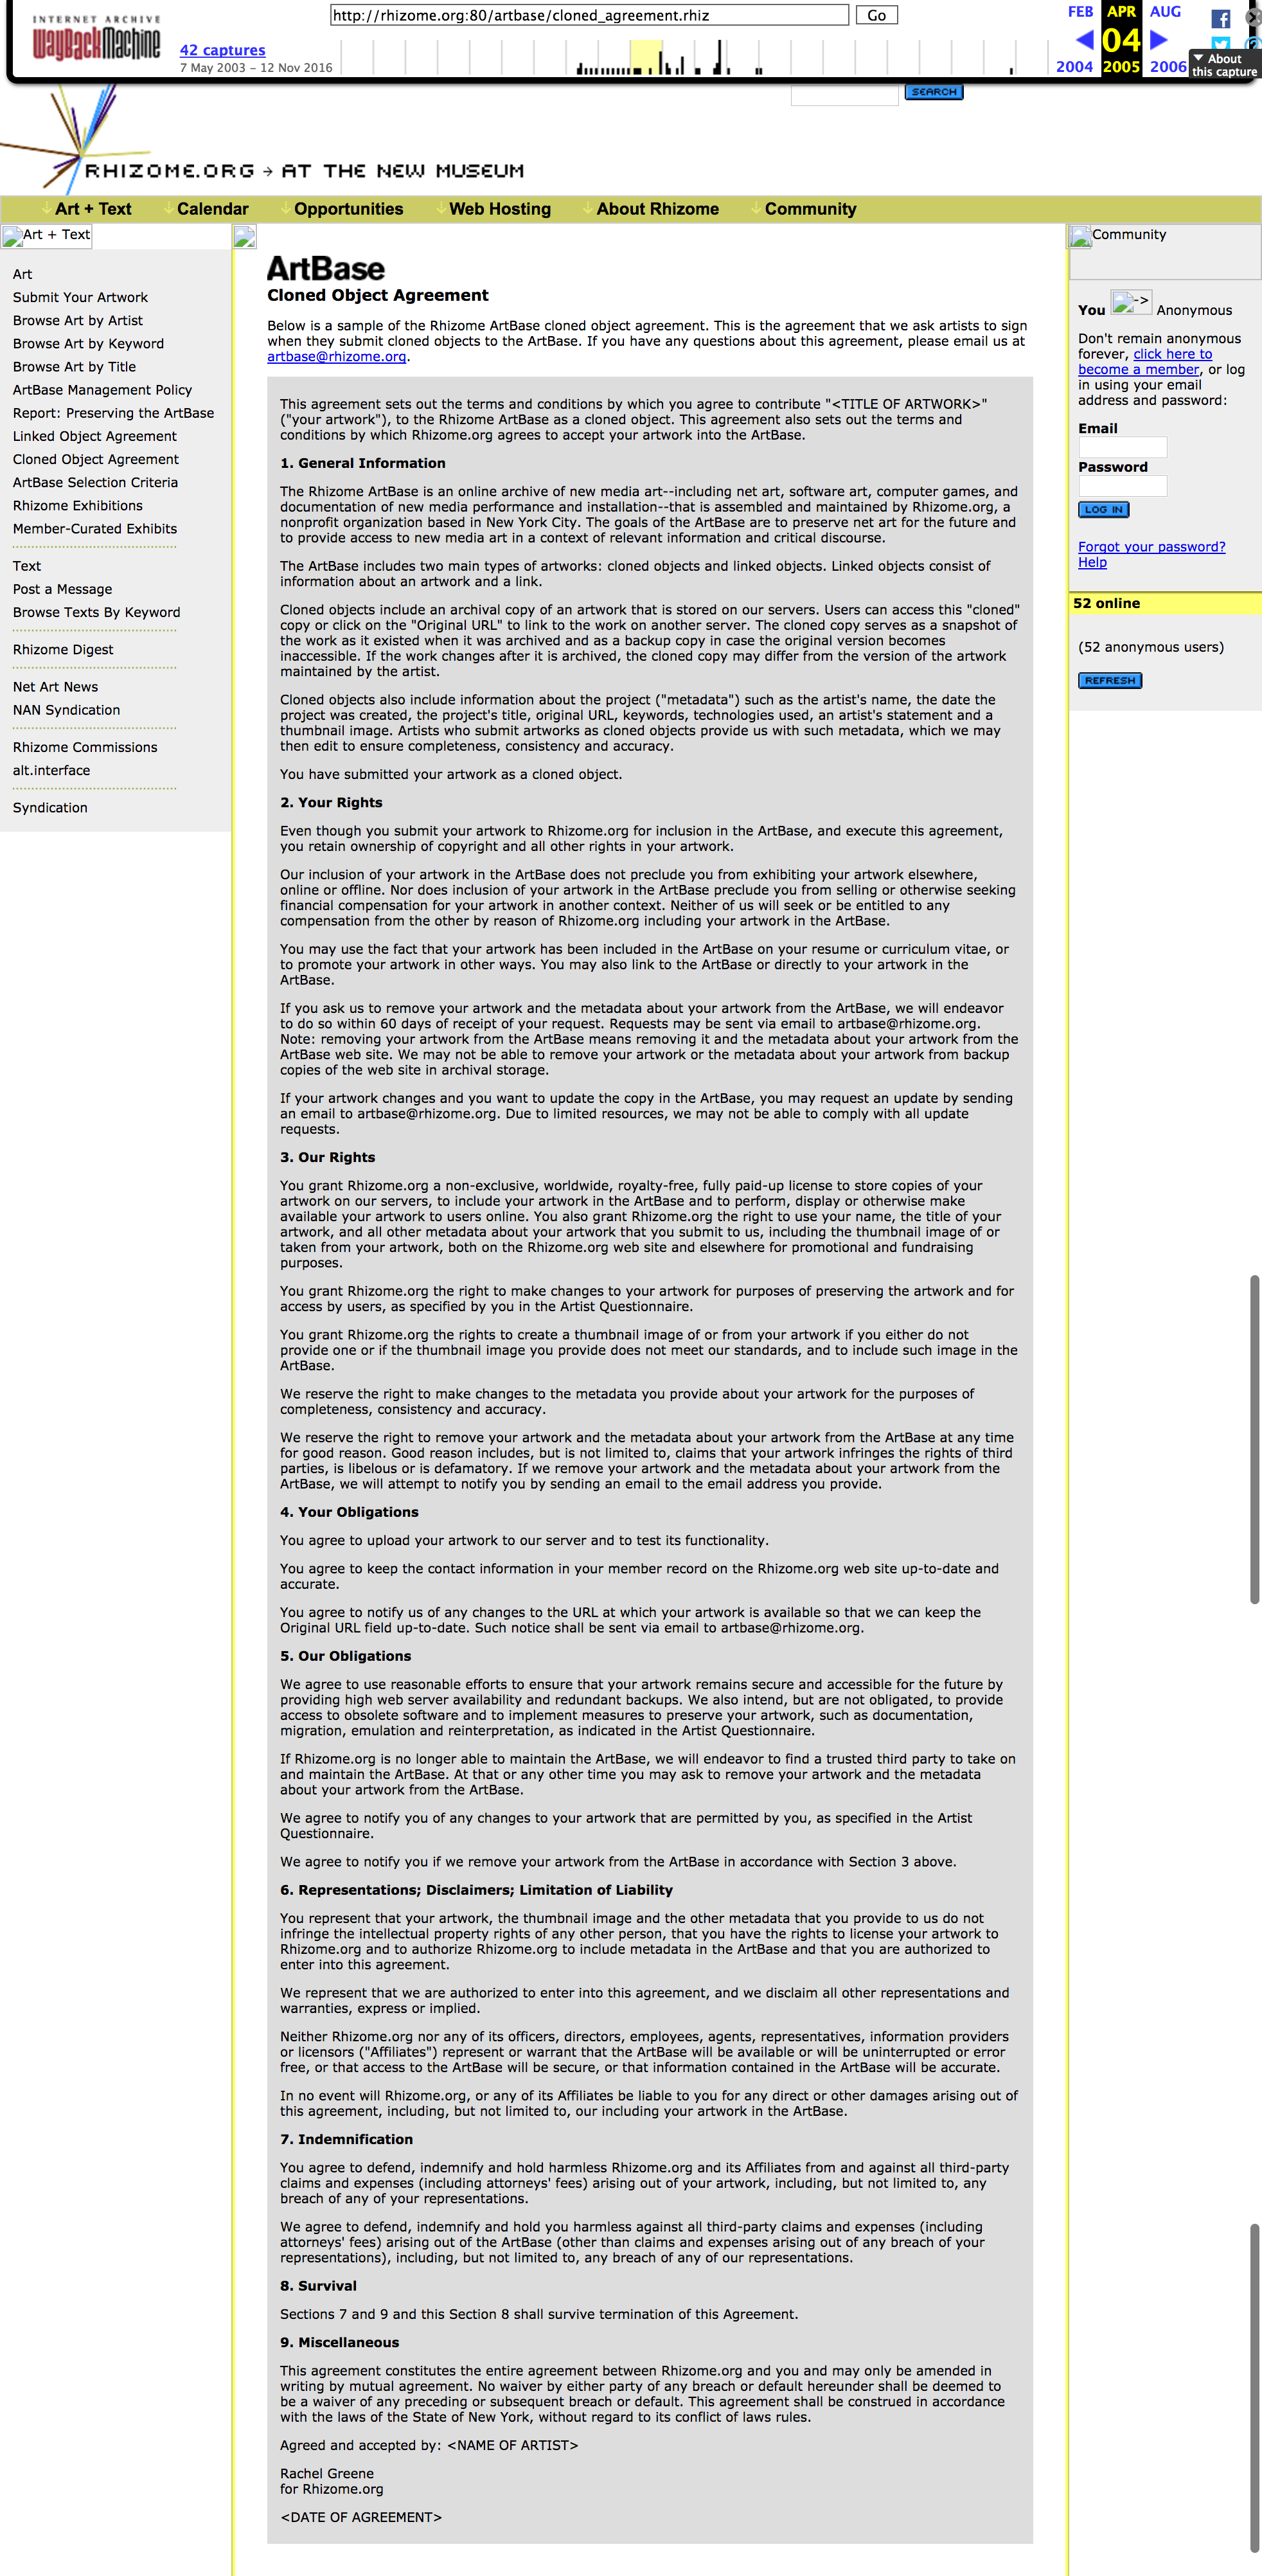 INTERNET ARCHIVE
WayBackMachine
http://rhizome.org:80/artbase/cloned_agreement.rhiz
Go
42 captures
7 May 2003 – 12 Nov 2016
FEB APR AUG
04
2004 2005 2006
About
this capture
SEARCH
RHIZOME.ORG → AT THE NEW MUSEUM
Art + Text
Calendar
Opportunities
Web Hosting
About Rhizome
Community
Art + Text
Art
Submit Your Artwork
Browse Art by Artist
Browse Art by Keyword
Browse Art by Title
ArtBase Management Policy
Report: Preserving the ArtBase
Linked Object Agreement
Cloned Object Agreement
ArtBase Selection Criteria
Rhizome Exhibitions
Member-Curated Exhibits
Text
Post a Message
Browse Texts By Keyword
Rhizome Digest
Net Art News
NAN Syndication
Rhizome Commissions
alt.interface
Syndication
ArtBase
Cloned Object Agreement
Below is a sample of the Rhizome ArtBase cloned object agreement. This is the agreement that we ask artists to sign
when they submit cloned objects to the ArtBase. If you have any questions about this agreement, please email us at
artbase@rhizome.org.
This agreement sets out the terms and conditions by which you agree to contribute "<TITLE OF ARTWORK>"
("your artwork"), to the Rhizome ArtBase as a cloned object. This agreement also sets out the terms and
conditions by which Rhizome.org agrees to accept your artwork into the ArtBase.
1. General Information
The Rhizome ArtBase is an online archive of new media art--including net art, software art, computer games, and
documentation of new media performance and installation--that is assembled and maintained by Rhizome.org, a
nonprofit organization based in New York City. The goals of the ArtBase are to preserve net art for the future and
to provide access to new media art in a context of relevant information and critical discourse.
The ArtBase includes two main types of artworks: cloned objects and linked objects. Linked objects consist of
information about an artwork and a link.
Cloned objects include an archival copy of an artwork that is stored on our servers. Users can access this "cloned"
copy or click on the "Original URL" to link to the work on another server. The cloned copy serves as a snapshot of
the work as it existed when it was archived and as a backup copy in case the original version becomes
inaccessible. If the work changes after it is archived, the cloned copy may differ from the version of the artwork
maintained by the artist.
Cloned objects also include information about the project ("metadata") such as the artist's name, the date the
project was created, the project's title, original URL, keywords, technologies used, an artist's statement and a
thumbnail image. Artists who submit artworks as cloned objects provide us with such metadata, which we may
then edit to ensure completeness, consistency and accuracy.
You have submitted your artwork as a cloned object.
2. Your Rights
Even though you submit your artwork to Rhizome.org for inclusion in the ArtBase, and execute this agreement,
you retain ownership of copyright and all other rights in your artwork.
Our inclusion of your artwork in the ArtBase does not preclude you from exhibiting your artwork elsewhere,
online or offline. Nor does inclusion of your artwork in the ArtBase preclude you from selling or otherwise seeking
financial compensation for your artwork in another context. Neither of us will seek or be entitled to any
compensation from the other by reason of Rhizome.org including your artwork in the ArtBase.
You may use the fact that your artwork has been included in the ArtBase on your resume or curriculum vitae, or
to promote your artwork in other ways. You may also link to the ArtBase or directly to your artwork in the
ArtBase.
If you ask us to remove your artwork and the metadata about your artwork from the ArtBase, we will endeavor
to do so within 60 days of receipt of your request. Requests may be sent via email to artbase@rhizome.org.
Note: removing your artwork from the ArtBase means removing it and the metadata about your artwork from the
ArtBase web site. We may not be able to remove your artwork or the metadata about your artwork from backup
copies of the web site in archival storage.
If your artwork changes and you want to update the copy in the ArtBase, you may request an update by sending
an email to artbase@rhizome.org. Due to limited resources, we may not be able to comply with all update
requests.
3. Our Rights
You grant Rhizome.org a non-exclusive, worldwide, royalty-free, fully paid-up license to store copies of your
artwork on our servers, to include your artwork in the ArtBase and to perform, display or otherwise make
available your artwork to users online. You also grant Rhizome.org the right to use your name, the title of your
artwork, and all other metadata about your artwork that you submit to us, including the thumbnail image of or
taken from your artwork, both on the Rhizome.org web site and elsewhere for promotional and fundraising
purposes.
You grant Rhizome.org the right to make changes to your artwork for purposes of preserving the artwork and for
access by users, as specified by you in the Artist Questionnaire.
You grant Rhizome.org the rights to create a thumbnail image of or from your artwork if you either do not
provide one or if the thumbnail image you provide does not meet our standards, and to include such image in the
ArtBase.
We reserve the right to make changes to the metadata you provide about your artwork for the purposes of
completeness, consistency and accuracy.
We reserve the right to remove your artwork and the metadata about your artwork from the ArtBase at any time
for good reason. Good reason includes, but is not limited to, claims that your artwork infringes the rights of third
parties, is libelous or is defamatory. If we remove your artwork and the metadata about your artwork from the
ArtBase, we will attempt to notify you by sending an email to the email address you provide.
4. Your Obligations
You agree to upload your artwork to our server and to test its functionality.
You agree to keep the contact information in your member record on the Rhizome.org web site up-to-date and
accurate.
You agree to notify us of any changes to the URL at which your artwork is available so that we can keep the
Original URL field up-to-date. Such notice shall be sent via email to artbase@rhizome.org.
5. Our Obligations
We agree to use reasonable efforts to ensure that your artwork remains secure and accessible for the future by
providing high web server availability and redundant backups. We also intend, but are not obligated, to provide
access to obsolete software and to implement measures to preserve your artwork, such as documentation,
migration, emulation and reinterpretation, as indicated in the Artist Questionnaire.
If Rhizome.org is no longer able to maintain the ArtBase, we will endeavor to find a trusted third party to take on
and maintain the ArtBase. At that or any other time you may ask to remove your artwork and the metadata
about your artwork from the ArtBase.
We agree to notify you of any changes to your artwork that are permitted by you, as specified in the Artist
Questionnaire.
We agree to notify you if we remove your artwork from the ArtBase in accordance with Section 3 above.
6. Representations; Disclaimers; Limitation of Liability
You represent that your artwork, the thumbnail image and the other metadata that you provide to us do not
infringe the intellectual property rights of any other person, that you have the rights to license your artwork to
Rhizome.org and to authorize Rhizome.org to include metadata in the ArtBase and that you are authorized to
enter into this agreement.
We represent that we are authorized to enter into this agreement, and we disclaim all other representations and
warranties, express or implied.
Neither Rhizome.org nor any of its officers, directors, employees, agents, representatives, information providers
or licensors ("Affiliates") represent or warrant that the ArtBase will be available or will be uninterrupted or error
free, or that access to the ArtBase will be secure, or that information contained in the ArtBase will be accurate.
In no event will Rhizome.org, or any of its Affiliates be liable to you for any direct or other damages arising out of
this agreement, including, but not limited to, our including your artwork in the ArtBase.
7. Indemnification
You agree to defend, indemnify and hold harmless Rhizome.org and its Affiliates from and against all third-party
claims and expenses (including attorneys' fees) arising out of your artwork, including, but not limited to, any
breach of any of your representations.
We agree to defend, indemnify and hold you harmless against all third-party claims and expenses (including
attorneys' fees) arising out of the ArtBase (other than claims and expenses arising out of any breach of your
representations), including, but not limited to, any breach of any of our representations.
8. Survival
Sections 7 and 9 and this Section 8 shall survive termination of this Agreement.
9. Miscellaneous
This agreement constitutes the entire agreement between Rhizome.org and you and may only be amended in
writing by mutual agreement. No waiver by either party of any breach or default hereunder shall be deemed to
be a waiver of any preceding or subsequent breach or default. This agreement shall be construed in accordance
with the laws of the State of New York, without regard to its conflict of laws rules.
Agreed and accepted by: <NAME OF ARTIST>
Rachel Greene
for Rhizome.org
<DATE OF AGREEMENT>
Community
You -> Anonymous
Don't remain anonymous
forever, click here to
become a member, or log
in using your email
address and password:
Email
Password
LOG IN
Forgot your password?
Help
52 online
(52 anonymous users)
REFRESH